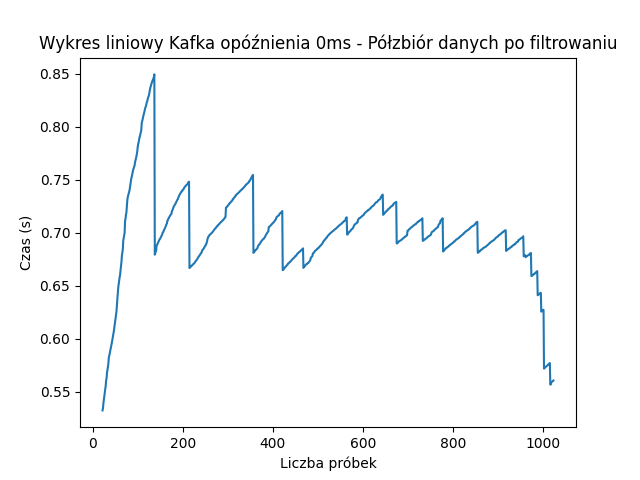 Wykres liniowy Kafka opóźnienia 0ms - Półzbiór danych po filtrowaniu
0.85
0.80
0.75
0.70
0.65
0.60
0.55
Czas (s)
0 200 400 600 800 1000
Liczba próbek